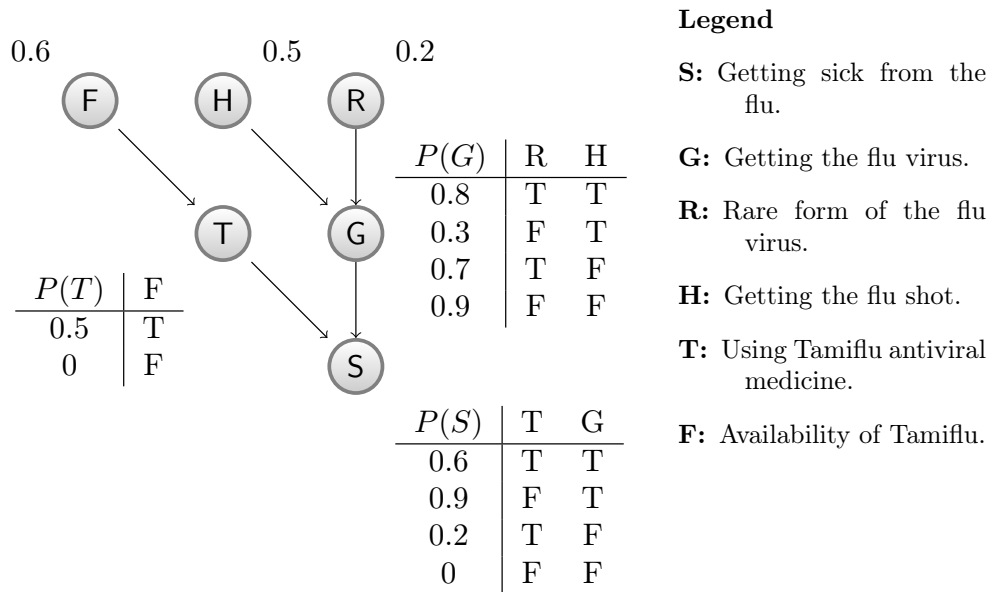 0.6 0.5 0.2
F H R
P(G) R H
0.8 T T
0.3 F T
0.7 T F
0.9 F F
T G
P(T) F
0.5 T
0 F
S
P(S) T G
0.6 T T
0.9 F T
0.2 T F
0 F F
Legend
S: Getting sick from the
flu.
G: Getting the flu virus.
R: Rare form of the flu
virus.
H: Getting the flu shot.
T: Using Tamiflu antiviral
medicine.
F: Availability of Tamiflu.